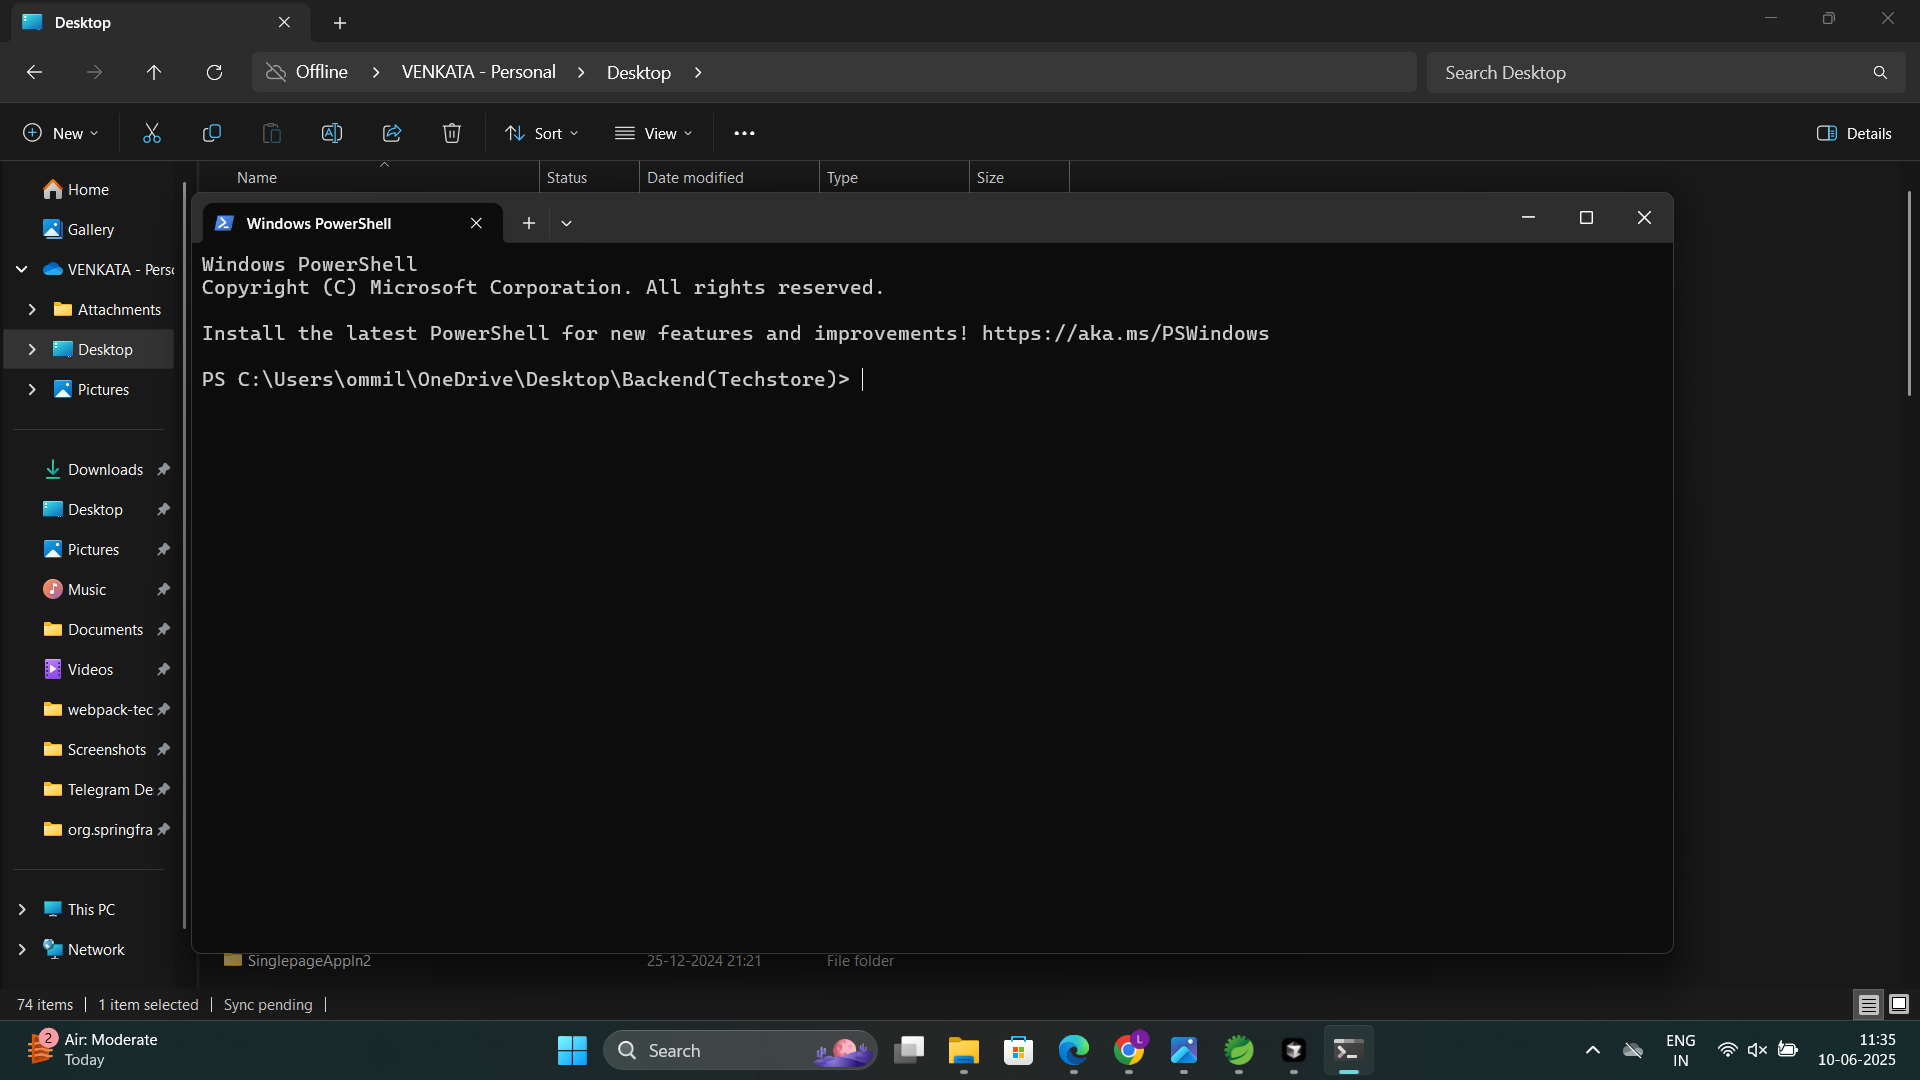 Desktop
Offline > VENKATA - Personal > Desktop >
Search Desktop
New
Sort
View
Details
Name
Status
Date modified
Type
Size
Home
Gallery
VENKATA - Perso
Attachments
Desktop
Pictures
Downloads
Desktop
Pictures
Music
Documents
Videos
webpack-tec
Screenshots
Telegram De
org.springfra
This PC
Network
Windows PowerShell
Windows PowerShell
Copyright (C) Microsoft Corporation. All rights reserved.
Install the latest PowerShell for new features and improvements! https://aka.ms/PSWindows
PS C:\Users\ommil\OneDrive\Desktop\Backend(Techstore)>
SinglepageAppIn2
25-12-2024 21:21
File folder
74 items
1 item selected
Sync pending
2
Air: Moderate
Today
Search
L
ENG
IN
11:35
10-06-2025